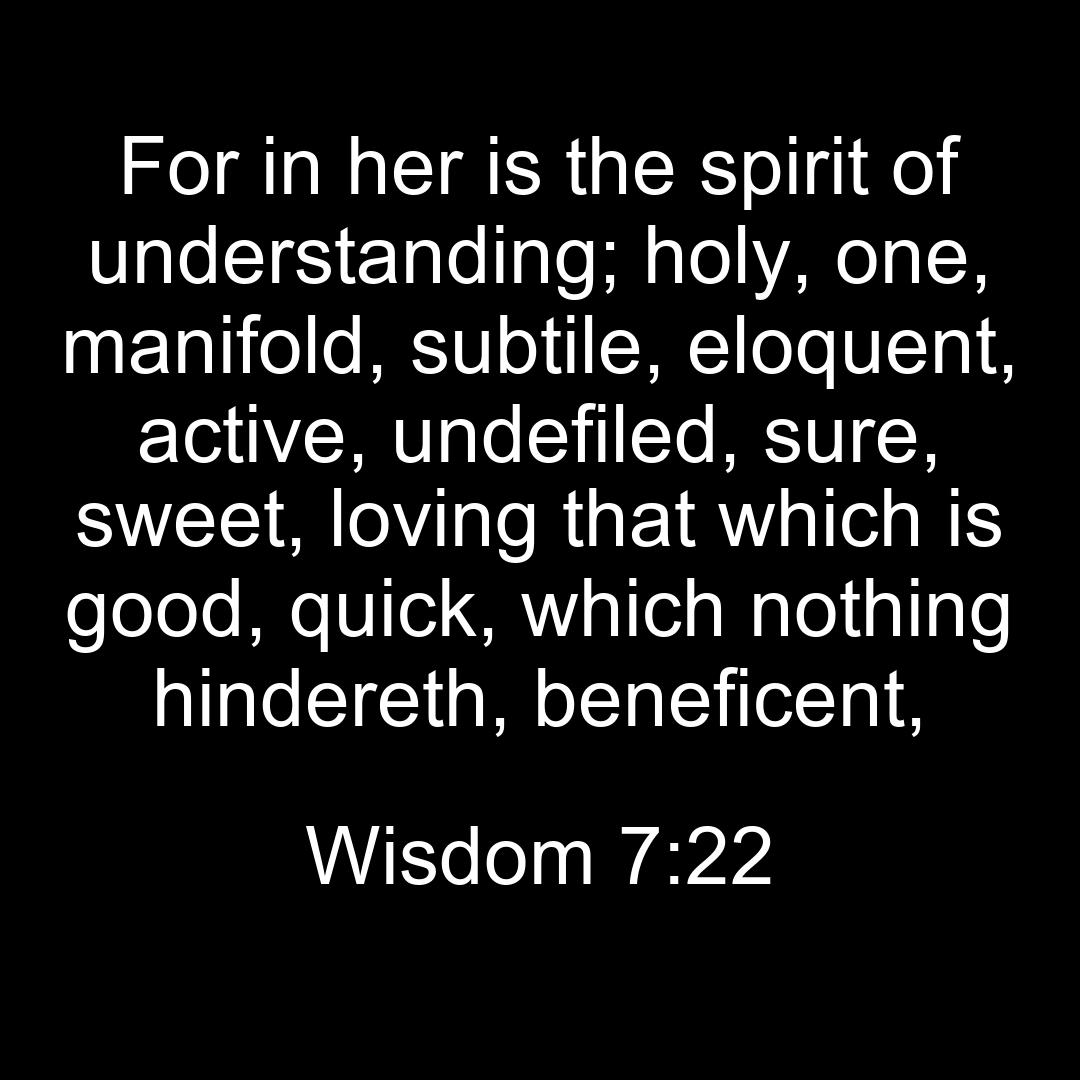 For in her is the spirit of
understanding; holy, one,
manifold, subtile, eloquent,
active, undefiled, sure,
sweet, loving that which is
good, quick, which nothing
hindereth, beneficent,
Wisdom 7:22